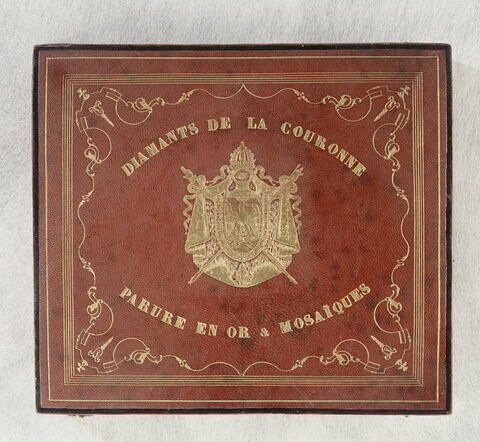 DIAMANTS DE LA COURONNE
PARURE EN OR & MOSAÏQUES